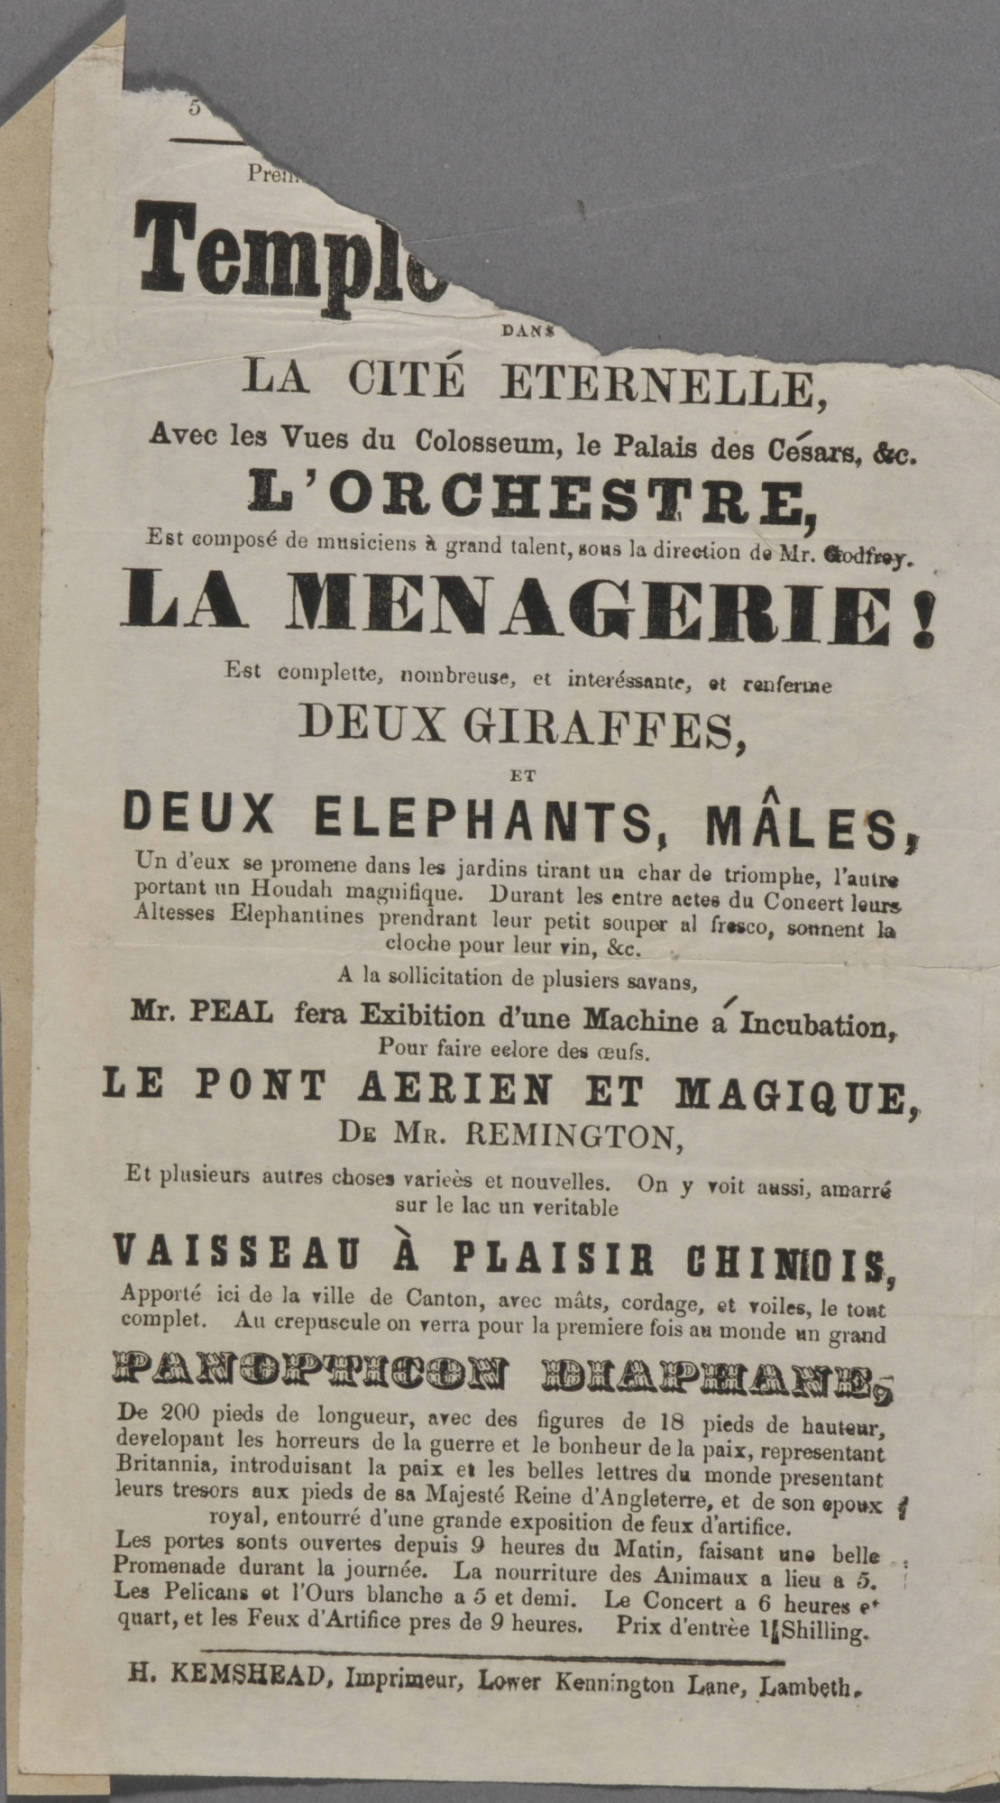 5
Temple
DANS
LA CITÉ ETERNELLE,
Avec les Vues du Colosseum, le Palais des Césars, &c.
L'ORCHESTRE,
Est composé de musiciens à grand talent, sous la direction de Mr. Godfrey.
LA MENAGERIE!
Est complette, nombreuse, et interéssante, et renferme
DEUX GIRAFFES,
ET
DEUX ELEPHANTS, MÂLES,
Un d'eux se promene dans les jardins tirant un char de triomphe, l'autre
portant un Houdah magnifique. Durant les entre actes du Concert leurs
Altesses Elephantines prendrant leur petit souper al fresco, sonnent la
cloche pour leur vin, &c.
A la sollicitation de plusiers savans,
Mr. PEAL fera Exibition d'une Machine á Incubation,
Pour faire eclore des œufs.
LE PONT AERIEN ET MAGIQUE,
DE MR. REMINGTON,
Et plusieurs autres choses varieès et nouvelles. On y voit aussi, amarré
sur le lac un veritable
VAISSEAU À PLAISIR CHINOIS,
Apporté ici de la ville de Canton, avec mâts, cordage, et voiles, le tout
complet. Au crepuscule on verra pour la premiere fois au monde un grand
PANOPTICON DIAPHANE,
De 200 pieds de longueur, avec des figures de 18 pieds de hauteur,
developant les horreurs de la guerre et le bonheur de la paix, representant
Britannia, introduisant la paix et les belles lettres du monde presentant
leurs tresors aux pieds de sa Majesté Reine d'Angleterre, et de son epoux
royal, entourré d'une grande exposition de feux d'artifice.
Les portes sonts ouvertes depuis 9 heures du Matin, faisant une belle
Promenade durant la journée. La nourriture des Animaux a lieu a 5.
Les Pelicans et l'Ours blanche a 5 et demi. Le Concert a 6 heures et
quart, et les Feux d'Artifice pres de 9 heures. Prix d'entrèe 1 Shilling.
H. KEMSHEAD, Imprimeur, Lower Kennington Lane, Lambeth.